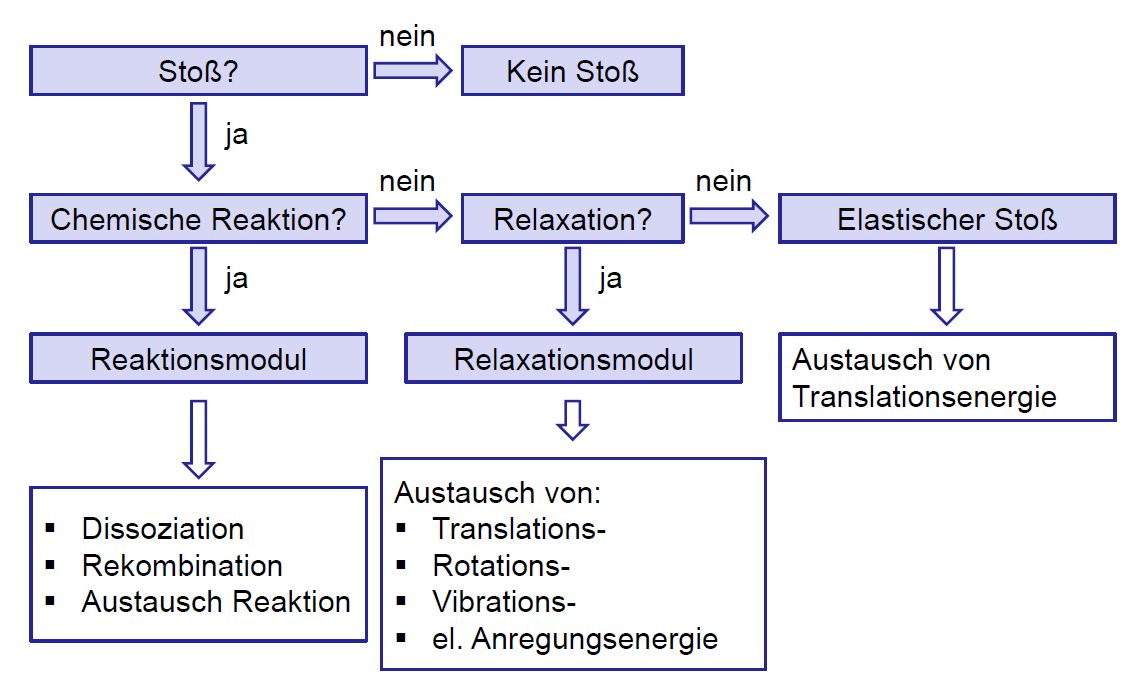 nein
Stoß?
Kein Stoß
ja
nein
nein
Chemische Reaktion?
Relaxation?
Elastischer Stoß
ja
ja
Reaktionsmodul
Relaxationsmodul
Austausch von
Translationsenergie
▪ Dissoziation
▪ Rekombination
▪ Austausch Reaktion
Austausch von:
▪ Translations-
▪ Rotations-
▪ Vibrations-
▪ el. Anregungsenergie